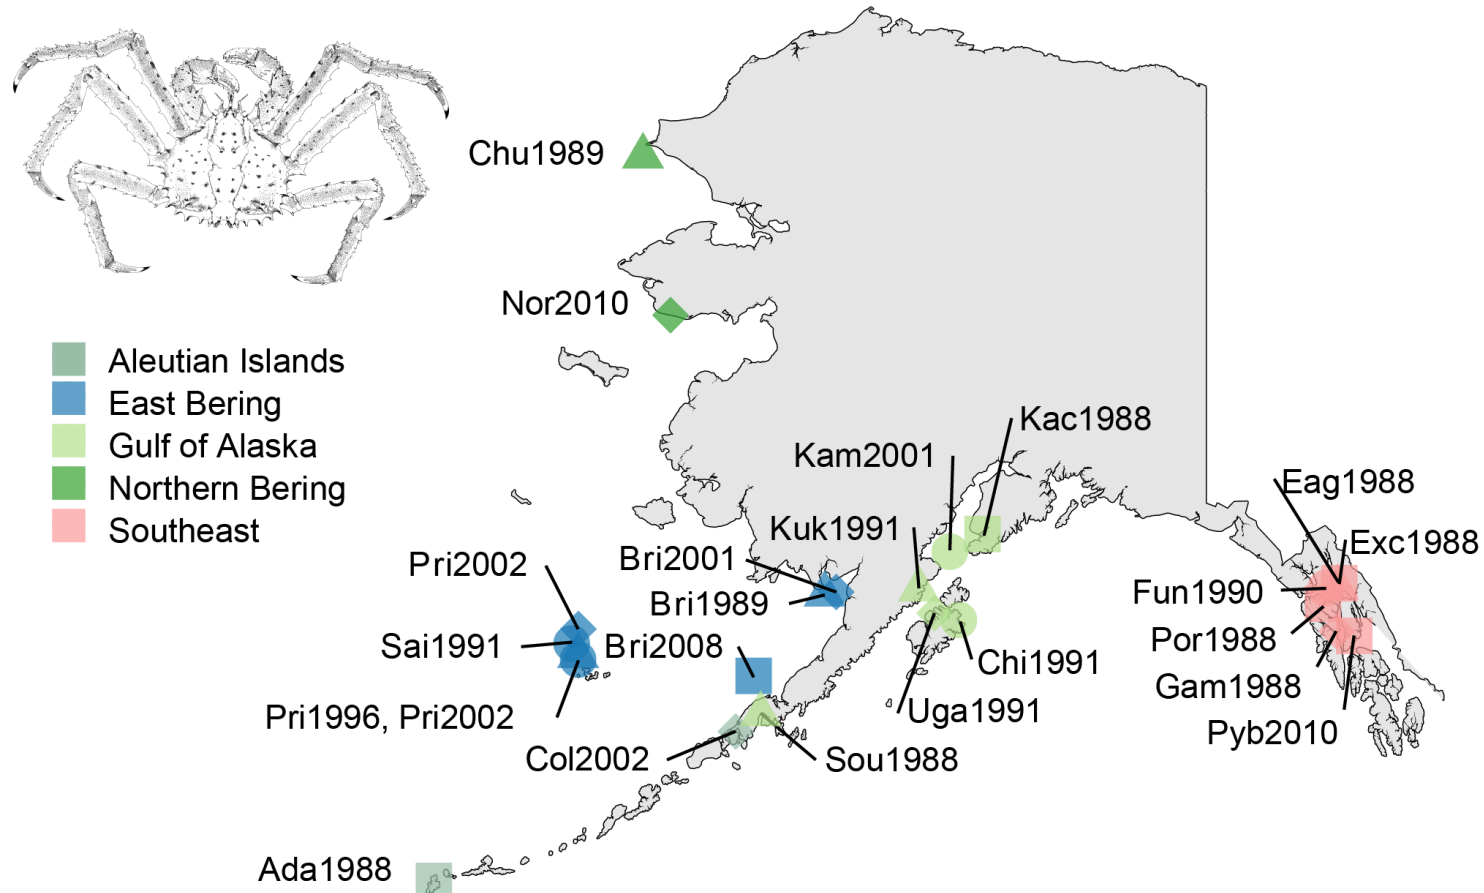 Chu1989
Nor2010
Aleutian Islands
East Bering
Gulf of Alaska
Northern Bering
Southeast
Kac1988
Kam2001
Eag1988
Kuk1991
Exc1988
Bri2001
Pri2002
Bri1989
Fun1990
Sai1991
Bri2008
Por1988
Chi1991
Gam1988
Pri1996, Pri2002
Uga1991
Pyb2010
Col2002
Sou1988
Ada1988